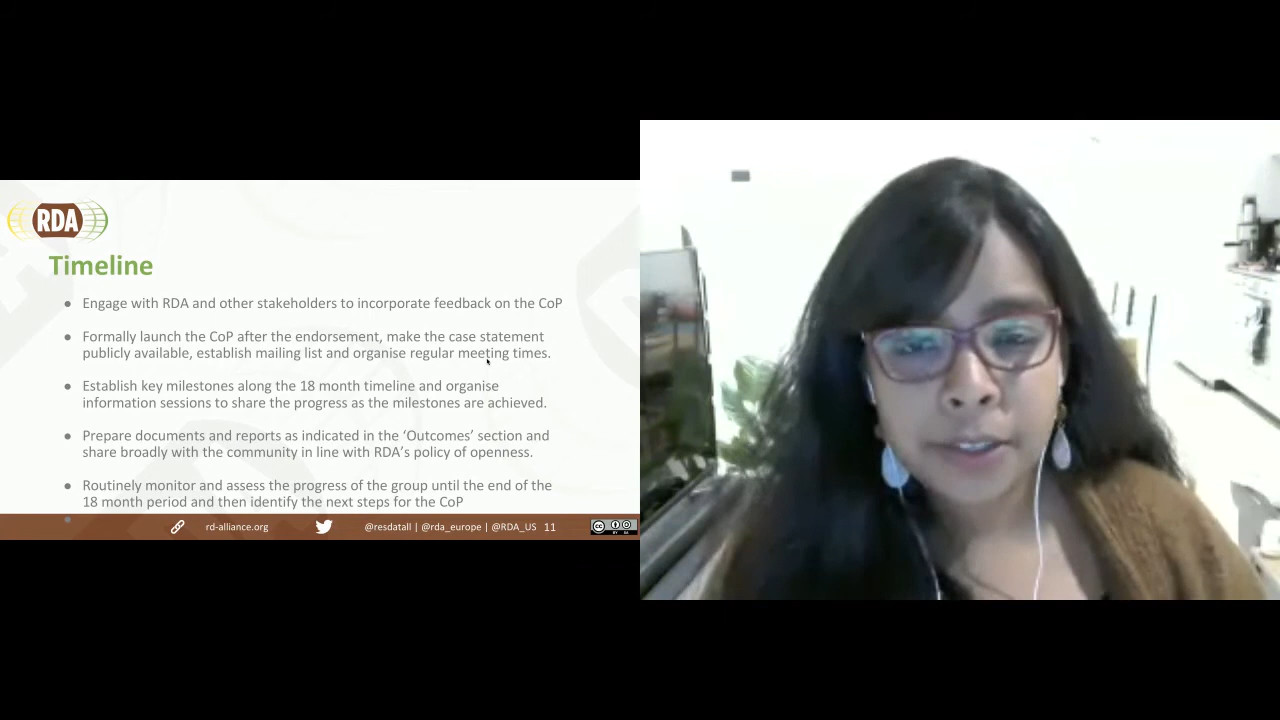 RDA
Timeline
● Engage with RDA and other stakeholders to incorporate feedback on the CoP
● Formally launch the CoP after the endorsement, make the case statement
publicly available, establish mailing list and organise regular meeting times.
● Establish key milestones along the 18 month timeline and organise
information sessions to share the progress as the milestones are achieved.
● Prepare documents and reports as indicated in the ‘Outcomes’ section and
share broadly with the community in line with RDA’s policy of openness.
● Routinely monitor and assess the progress of the group until the end of the
18 month period and then identify the next steps for the CoP
rd-alliance.org @resdatall | @rda_europe | @RDA_US 11